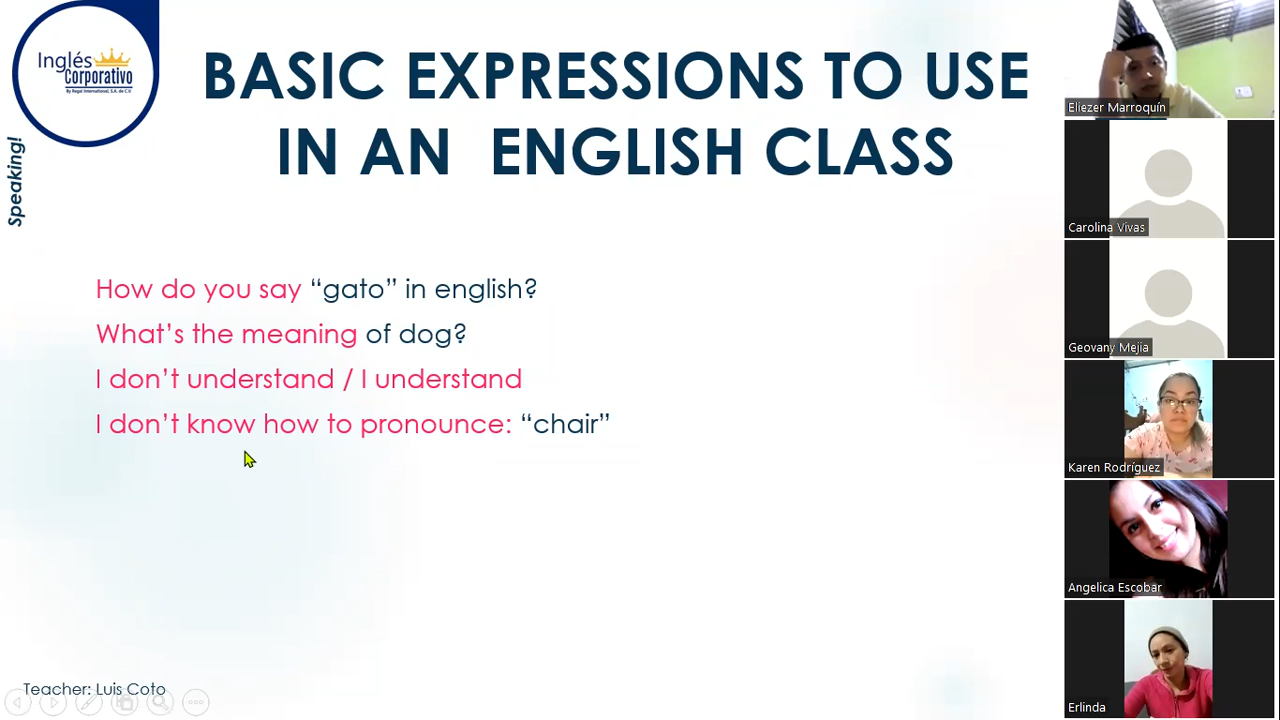 Inglés
Corporativo
By Regal International, S.A. de C.V.
Speaking!
BASIC EXPRESSIONS TO USE
IN AN ENGLISH CLASS
How do you say “gato” in english?
What’s the meaning of dog?
I don’t understand / I understand
I don’t know how to pronounce: “chair”
Teacher: Luis Coto
Eliezer Marroquín
Carolina Vivas
Geovany Mejia
Karen Rodríguez
Angelica Escobar
Erlinda